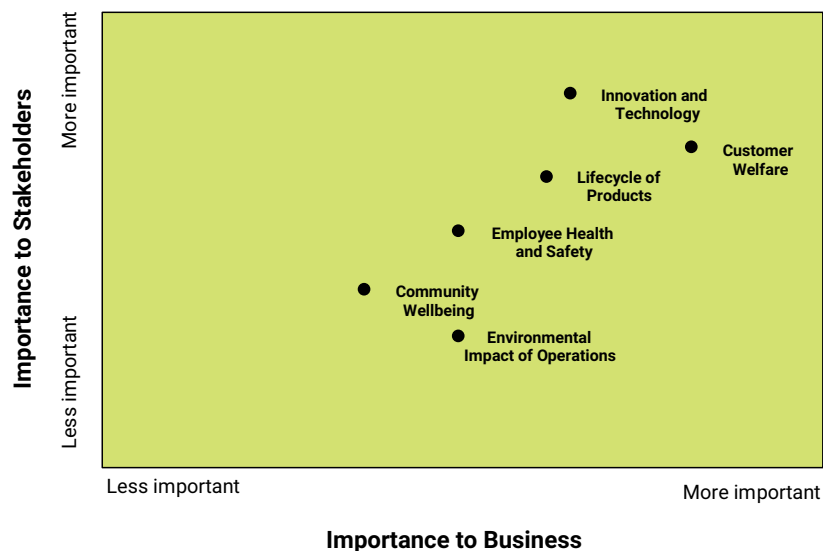 More important
Importance to Stakeholders
Less important
Innovation and
Technology
Customer
Welfare
Lifecycle of
Products
Employee Health
and Safety
Community
Wellbeing
Environmental
Impact of Operations
Less important
More important
Importance to Business